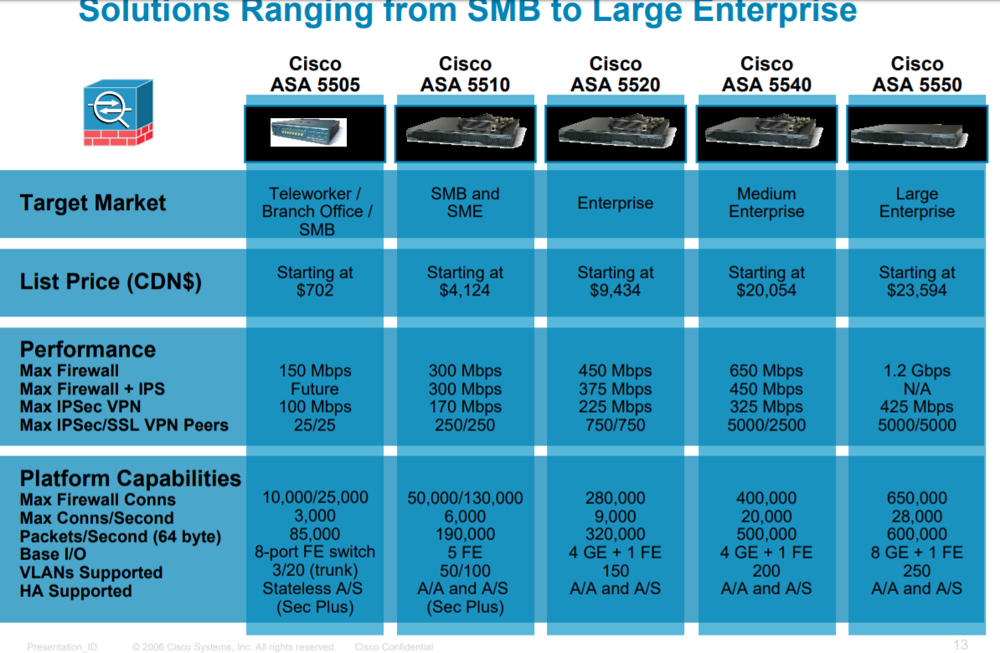 Solutions Ranging from SMB to Large Enterprise
Cisco ASA 5505
Cisco ASA 5510
Cisco ASA 5520
Cisco ASA 5540
Cisco ASA 5550
Target Market
Teleworker / Branch Office / SMB
SMB and SME
Enterprise
Medium Enterprise
Large Enterprise
List Price (CDN$)
Starting at $702
Starting at $4,124
Starting at $9,434
Starting at $20,054
Starting at $23,594
Performance
Max Firewall 150 Mbps 300 Mbps 450 Mbps 650 Mbps 1.2 Gbps
Max Firewall + IPS Future 300 Mbps 375 Mbps 450 Mbps N/A
Max IPSec VPN 100 Mbps 170 Mbps 225 Mbps 325 Mbps 425 Mbps
Max IPSec/SSL VPN Peers 25/25 250/250 750/750 5000/2500 5000/5000
Platform Capabilities
Max Firewall Conns 10,000/25,000 50,000/130,000 280,000 400,000 650,000
Max Conns/Second 3,000 6,000 9,000 20,000 28,000
Packets/Second (64 byte) 85,000 190,000 320,000 500,000 600,000
Base I/O 8-port FE switch 5 FE 4 GE + 1 FE 4 GE + 1 FE 8 GE + 1 FE
VLANs Supported 3/20 (trunk) 50/100 150 200 250
HA Supported Stateless A/S (Sec Plus) A/A and A/S (Sec Plus) A/A and A/S A/A and A/S A/A and A/S
Presentation_ID © 2006 Cisco Systems, Inc. All rights reserved. Cisco Confidential 13